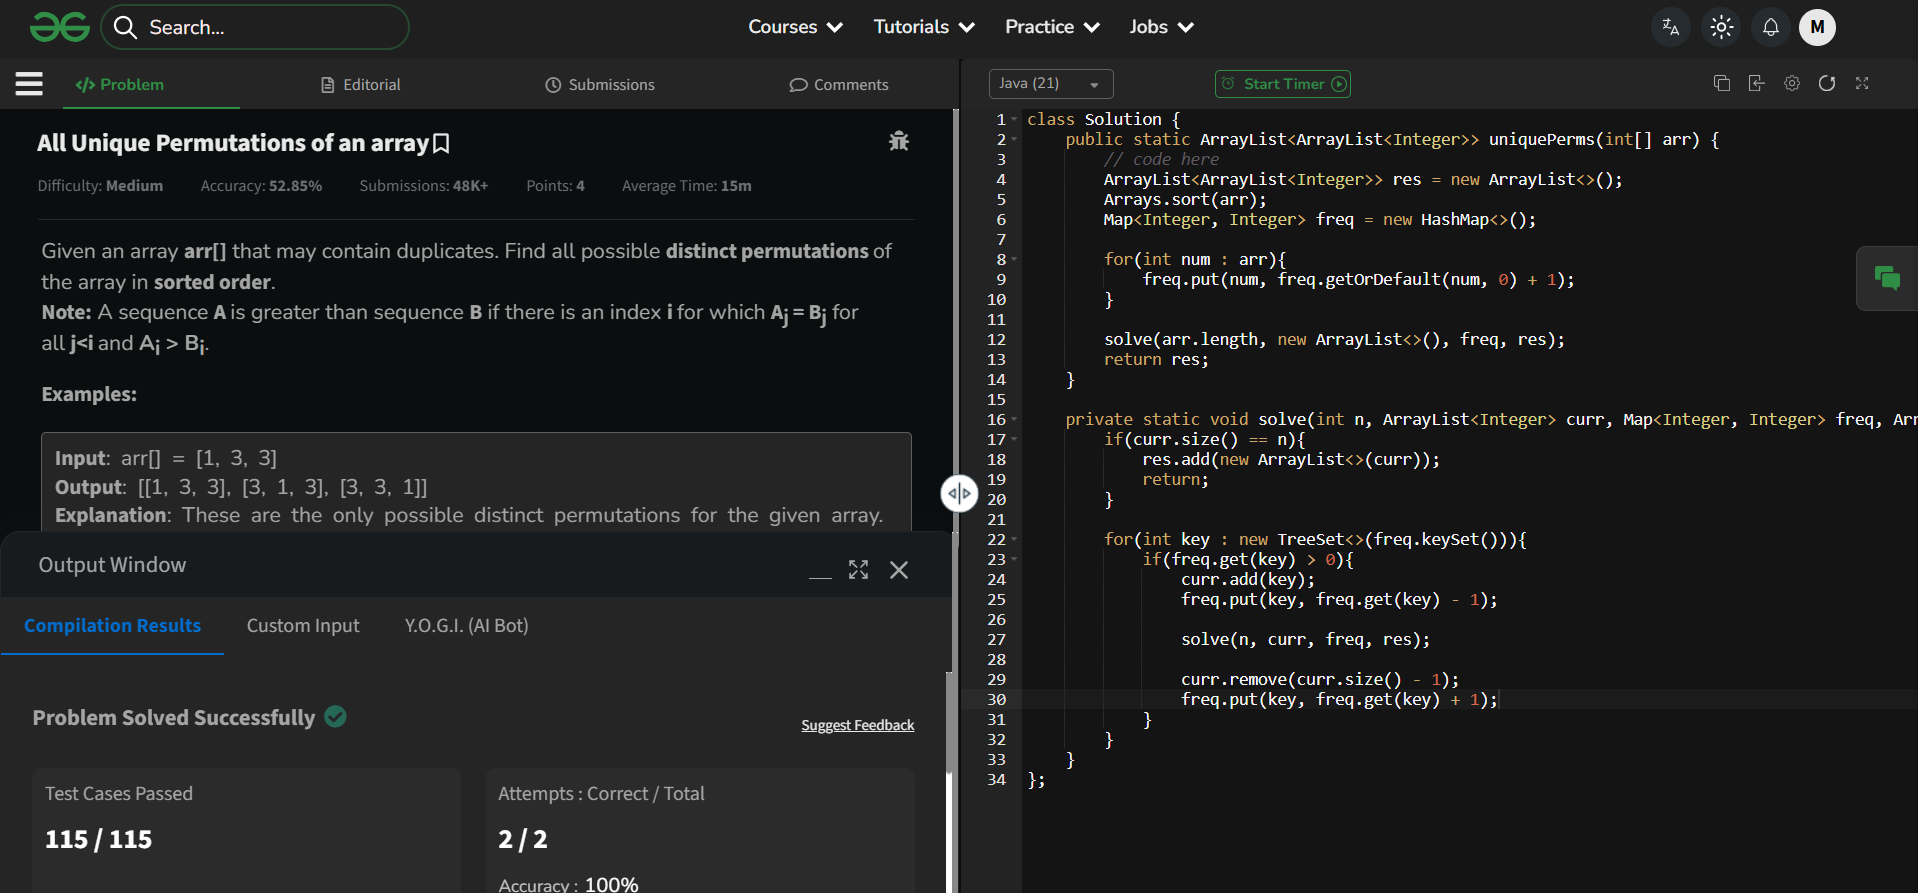 Search...
Courses
Tutorials
Practice
Jobs
M
</> Problem
Editorial
Submissions
Comments
All Unique Permutations of an array
Difficulty: Medium Accuracy: 52.85% Submissions: 48K+ Points: 4 Average Time: 15m
Given an array arr[] that may contain duplicates. Find all possible distinct permutations of
the array in sorted order.
Note: A sequence A is greater than sequence B if there is an index i for which Aj = Bj for
all j<i and Ai > Bi.
Examples:
Input: arr[] = [1, 3, 3]
Output: [[1, 3, 3], [3, 1, 3], [3, 3, 1]]
Explanation: These are the only possible distinct permutations for the given array.
Output Window
Compilation Results
Custom Input
Y.O.G.I. (AI Bot)
Problem Solved Successfully
Suggest Feedback
Test Cases Passed
115 / 115
Attempts : Correct / Total
2 / 2
Accuracy : 100%
Java (21)
Start Timer
1 class Solution {
2 public static ArrayList<ArrayList<Integer>> uniquePerms(int[] arr) {
3 // code here
4 ArrayList<ArrayList<Integer>> res = new ArrayList<>();
5 Arrays.sort(arr);
6 Map<Integer, Integer> freq = new HashMap<>();
7
8 for(int num : arr){
9 freq.put(num, freq.getOrDefault(num, 0) + 1);
10 }
11
12 solve(arr.length, new ArrayList<>(), freq, res);
13 return res;
14 }
15
16 private static void solve(int n, ArrayList<Integer> curr, Map<Integer, Integer> freq, Arr
17 if(curr.size() == n){
18 res.add(new ArrayList<>(curr));
19 return;
20 }
21
22 for(int key : new TreeSet<>(freq.keySet())){
23 if(freq.get(key) > 0){
24 curr.add(key);
25 freq.put(key, freq.get(key) - 1);
26
27 solve(n, curr, freq, res);
28
29 curr.remove(curr.size() - 1);
30 freq.put(key, freq.get(key) + 1);
31 }
32 }
33 }
34 };